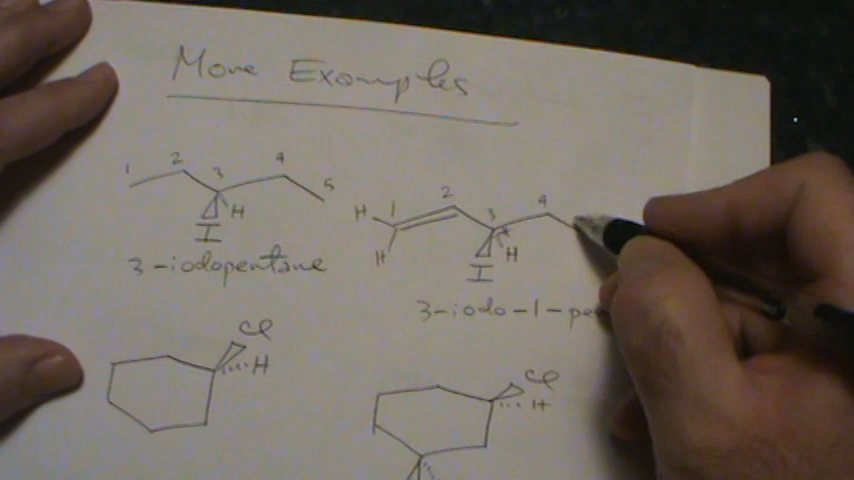 More Examples
1 2 3 4 5
H
I
3-iodopentane
H 1 2 3 4
H H
I
3-iodo-1-pe
Cl
H
Cl
H